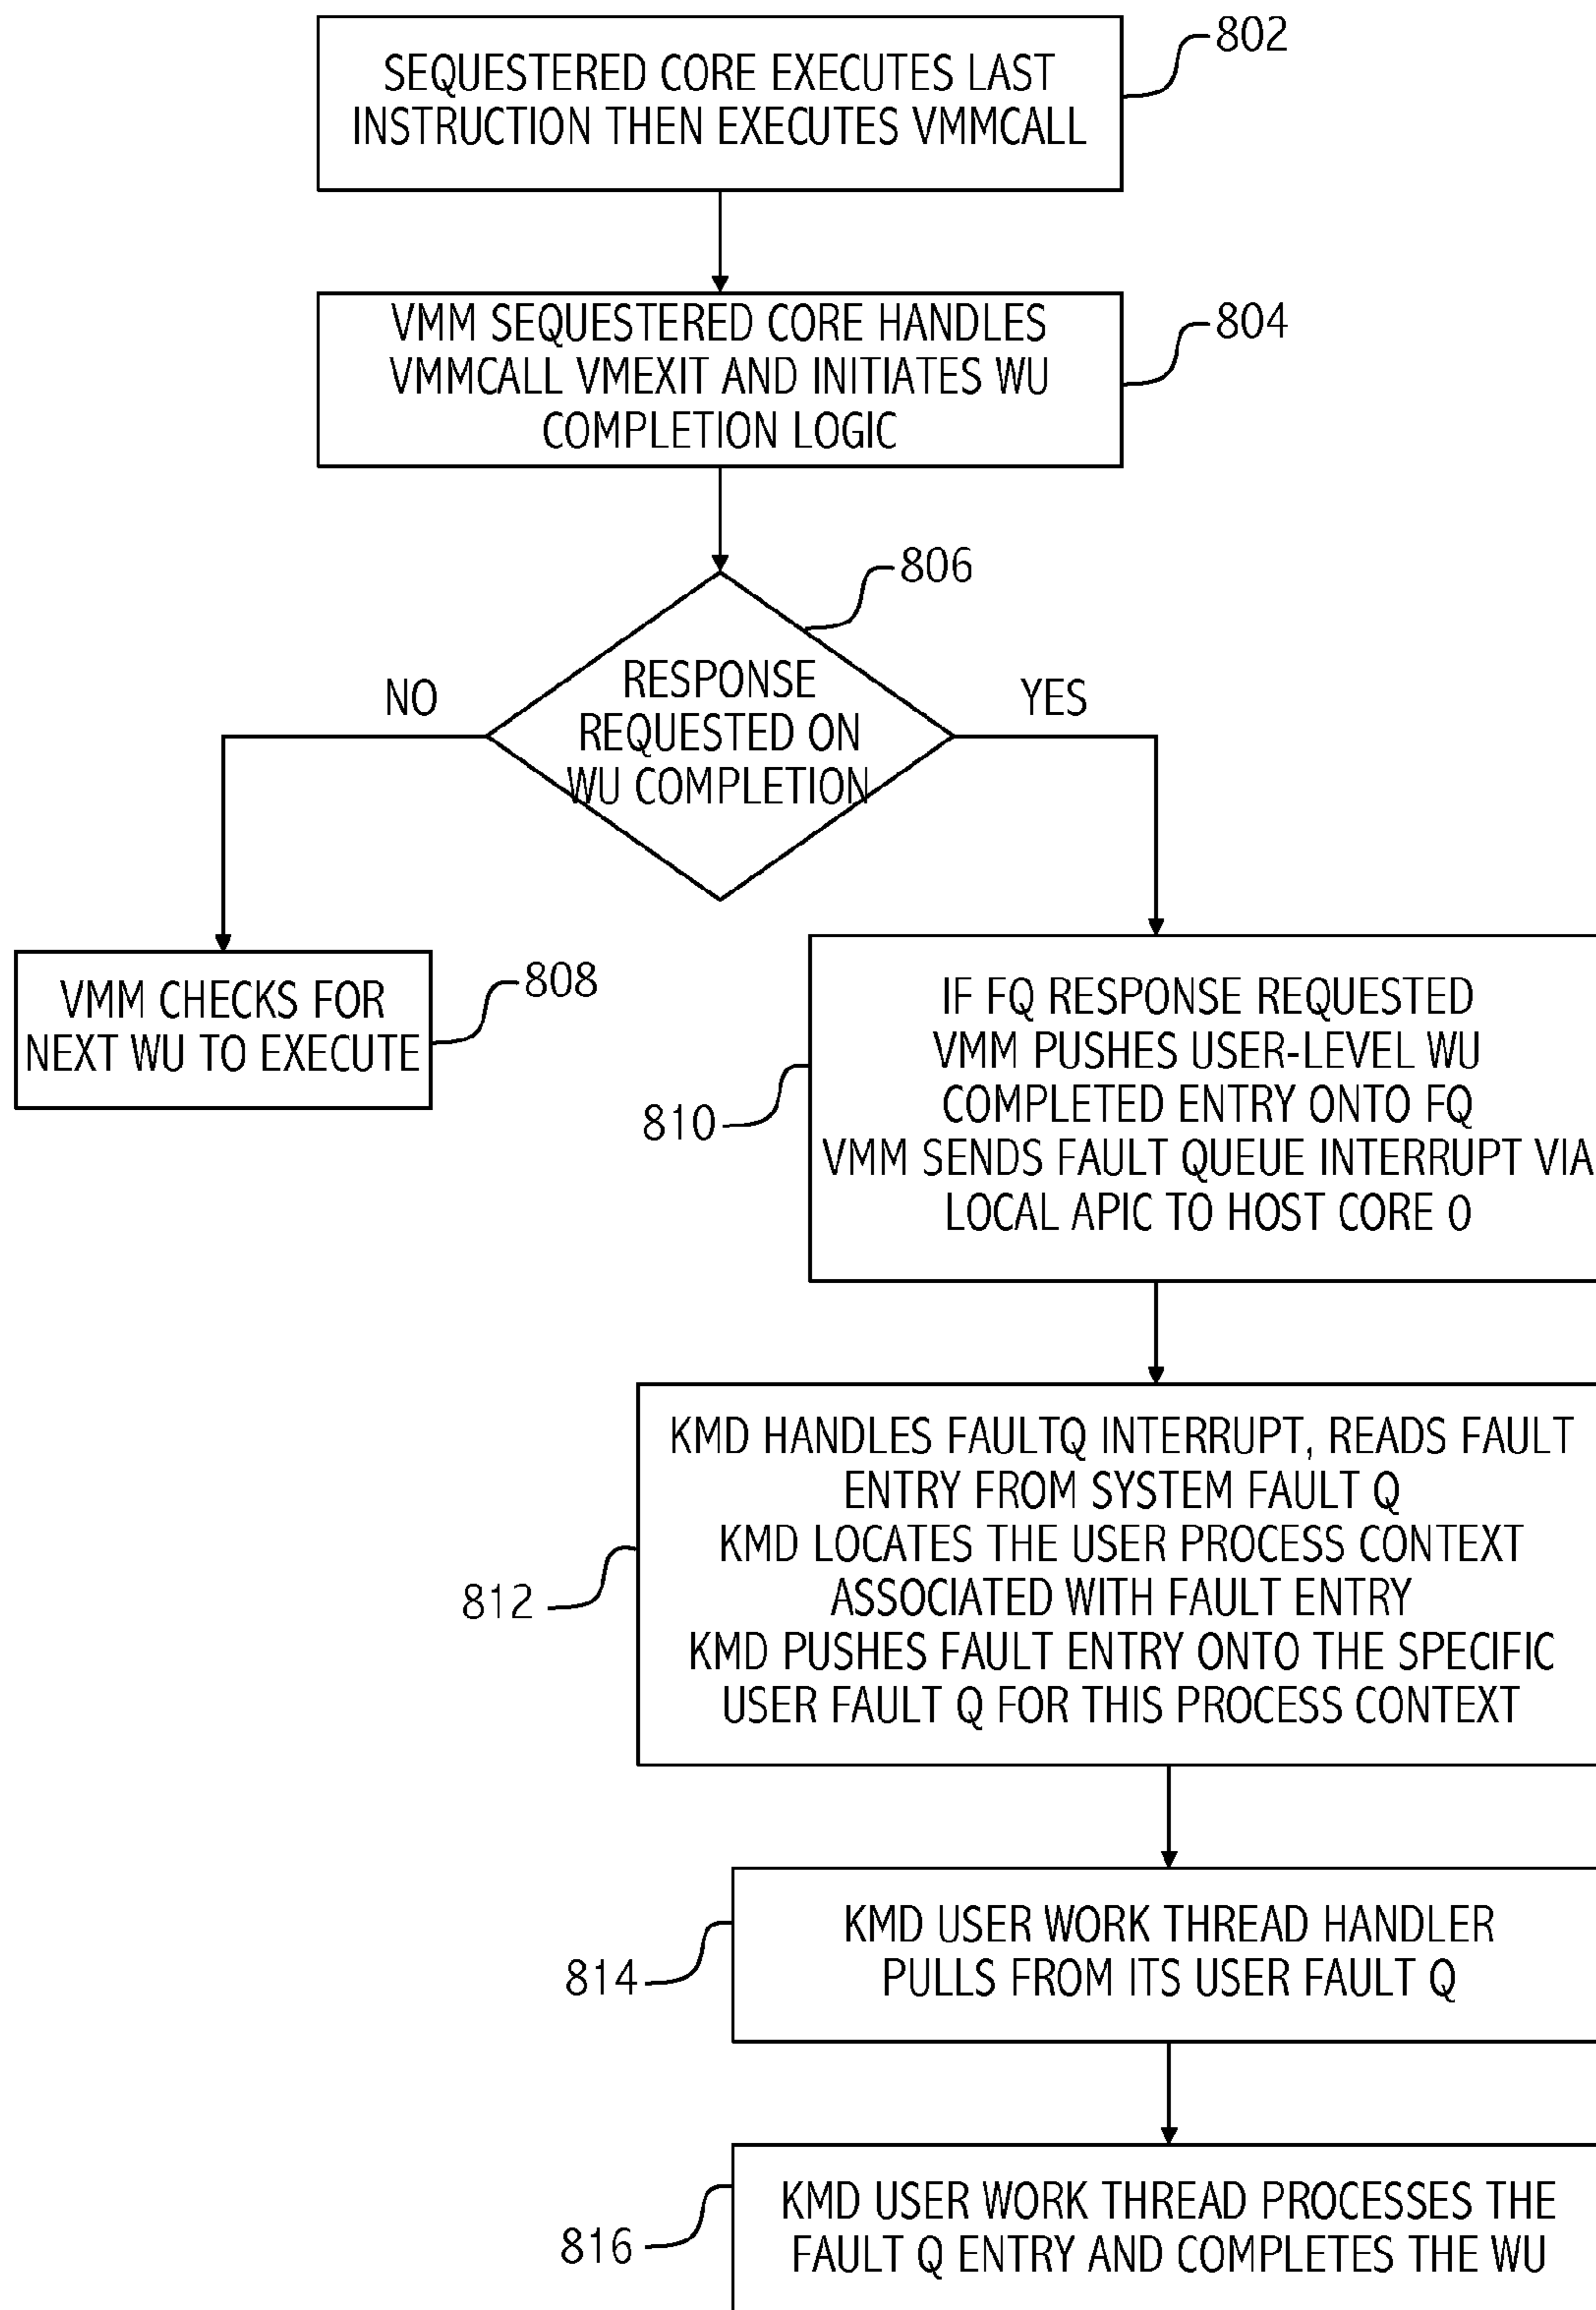 SEQUESTERED CORE EXECUTES LAST
INSTRUCTION THEN EXECUTES VMMCALL
802
VMM SEQUESTERED CORE HANDLES
VMMCALL VMEXIT AND INITIATES WU
COMPLETION LOGIC
804
806
RESPONSE
REQUESTED ON
WU COMPLETION
NO
YES
VMM CHECKS FOR
NEXT WU TO EXECUTE
808
IF FQ RESPONSE REQUESTED
VMM PUSHES USER-LEVEL WU
COMPLETED ENTRY ONTO FQ
VMM SENDS FAULT QUEUE INTERRUPT VIA
LOCAL APIC TO HOST CORE 0
810
KMD HANDLES FAULTQ INTERRUPT, READS FAULT
ENTRY FROM SYSTEM FAULT Q
KMD LOCATES THE USER PROCESS CONTEXT
ASSOCIATED WITH FAULT ENTRY
KMD PUSHES FAULT ENTRY ONTO THE SPECIFIC
USER FAULT Q FOR THIS PROCESS CONTEXT
812
KMD USER WORK THREAD HANDLER
PULLS FROM ITS USER FAULT Q
814
KMD USER WORK THREAD PROCESSES THE
FAULT Q ENTRY AND COMPLETES THE WU
816